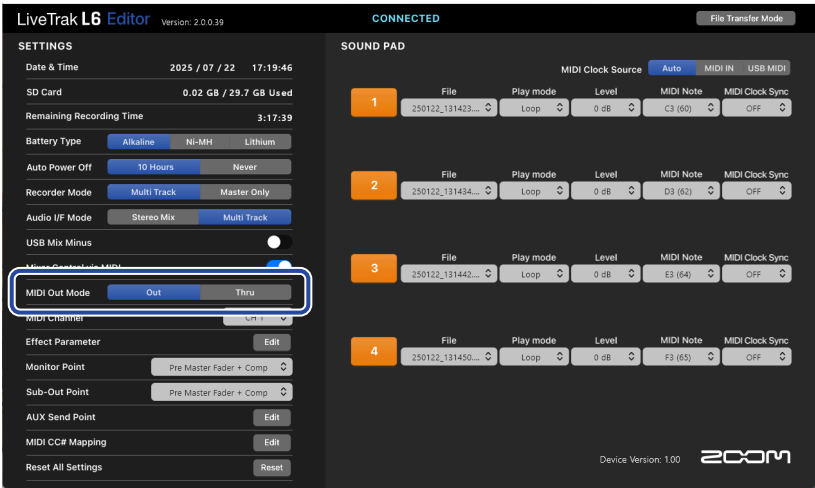 LiveTrak L6 Editor Version: 2.0.0.39 CONNECTED File Transfer Mode
SETTINGS
Date & Time 2025 / 07 / 22 17:19:46
SD Card 0.02 GB / 29.7 GB Used
Remaining Recording Time 3:17:39
Battery Type Alkaline Ni-MH Lithium
Auto Power Off 10 Hours Never
Recorder Mode Multi Track Master Only
Audio I/F Mode Stereo Mix Multi Track
USB Mix Minus
Mixer Control via MIDI
MIDI Out Mode Out Thru
MIDI Channel CH 1
Effect Parameter Edit
Monitor Point Pre Master Fader + Comp
Sub-Out Point Pre Master Fader + Comp
AUX Send Point Edit
MIDI CC# Mapping Edit
Reset All Settings Reset
SOUND PAD
MIDI Clock Source Auto MIDI IN USB MIDI
File Play mode Level MIDI Note MIDI Clock Sync
1 250122_131423.... Loop 0 dB C3 (60) OFF
File Play mode Level MIDI Note MIDI Clock Sync
2 250122_131434.... Loop 0 dB D3 (62) OFF
File Play mode Level MIDI Note MIDI Clock Sync
3 250122_131442.... Loop 0 dB E3 (64) OFF
File Play mode Level MIDI Note MIDI Clock Sync
4 250122_131450.... Loop 0 dB F3 (65) OFF
Device Version: 1.00 ZOOM